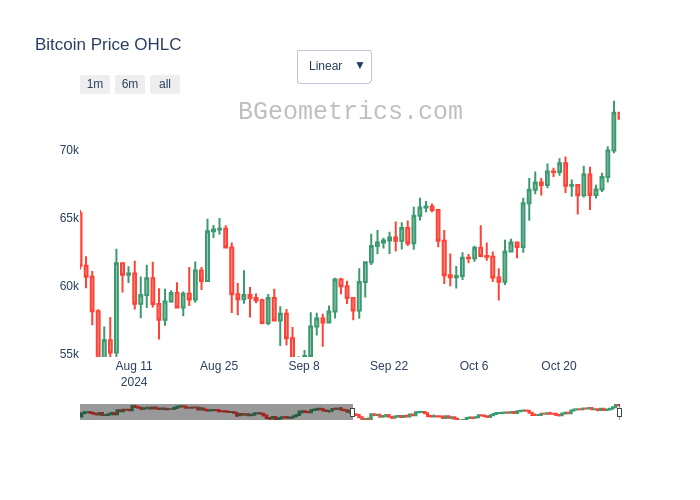 Bitcoin Price OHLC
Linear ▼
1m 6m all
BGeometrics.com
70k
65k
60k
55k
Aug 11 Aug 25 Sep 8 Sep 22 Oct 6 Oct 20
2024